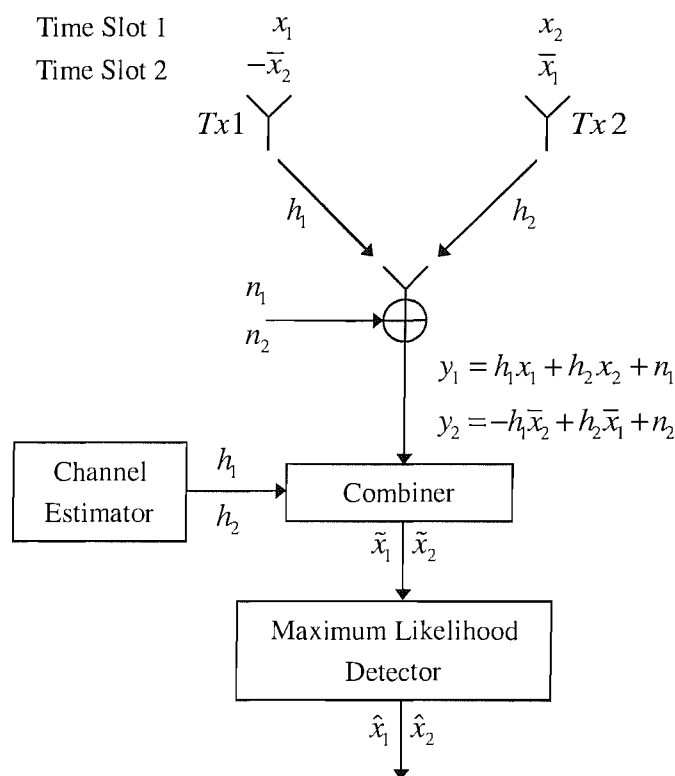 Time Slot 1 x₁ x₂
Time Slot 2 −x̅₂ x̅₁
Tx1 Tx2
h₁ h₂
n₁
n₂
y₁ = h₁x₁ + h₂x₂ + n₁
y₂ = −h₁x̅₂ + h₂x̅₁ + n₂
Channel
Estimator
h₁
h₂
Combiner
x̃₁ x̃₂
Maximum Likelihood
Detector
x̂₁ x̂₂